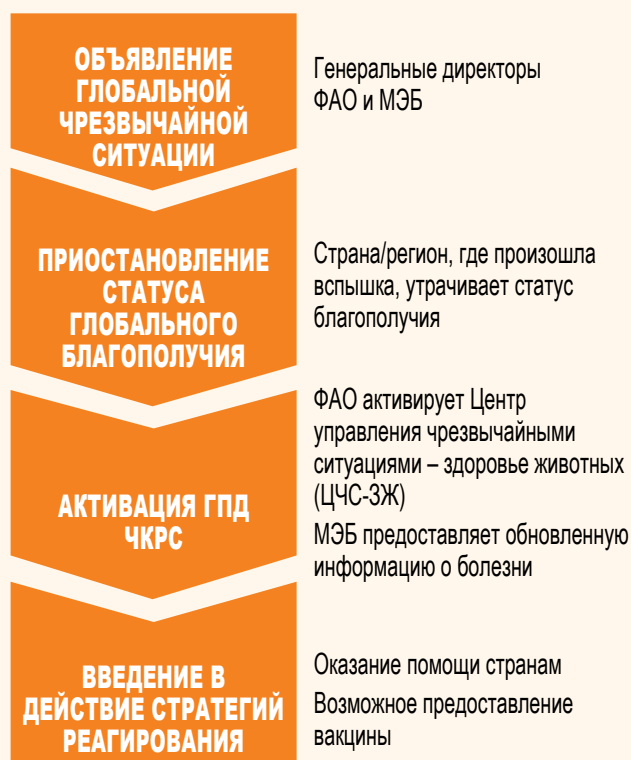 ОБЪЯВЛЕНИЕ
ГЛОБАЛЬНОЙ
ЧРЕЗВЫЧАЙНОЙ
СИТУАЦИИ
Генеральные директоры
ФАО и МЭБ
ПРИОСТАНОВЛЕНИЕ
СТАТУСА
ГЛОБАЛЬНОГО
БЛАГОПОЛУЧИЯ
Страна/регион, где произошла
вспышка, утрачивает статус
благополучия
АКТИВАЦИЯ ГПД
ЧКРС
ФАО активирует Центр
управления чрезвычайными
ситуациями – здоровье животных
(ЦЧС-ЗЖ)
МЭБ предоставляет обновленную
информацию о болезни
ВВЕДЕНИЕ В
ДЕЙСТВИЕ СТРАТЕГИЙ
РЕАГИРОВАНИЯ
Оказание помощи странам
Возможное предоставление
вакцины